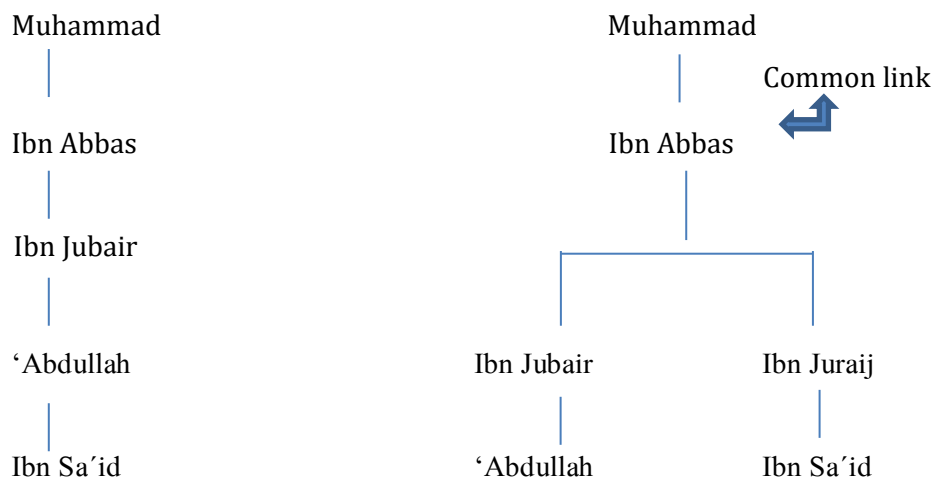 Muhammad Muhammad
Common link
Ibn Abbas Ibn Abbas
Ibn Jubair
‘Abdullah Ibn Jubair Ibn Juraij
Ibn Sa´id ‘Abdullah Ibn Sa´id